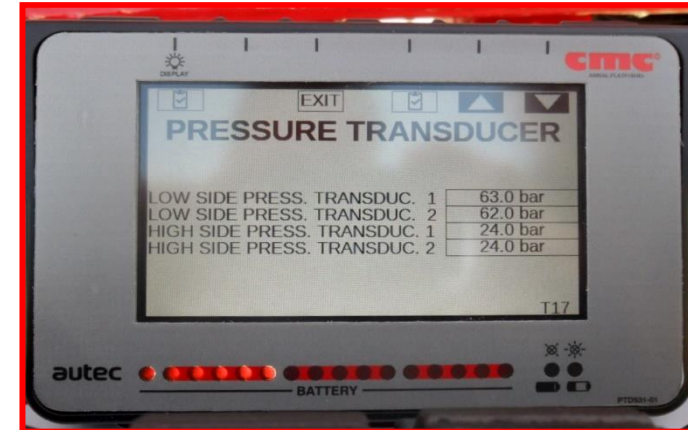 DISPLAY
cmc
AERIAL PLATFORMS
EXIT
PRESSURE TRANSDUCER
LOW SIDE PRESS. TRANSDUC. 1 63.0 bar
LOW SIDE PRESS. TRANSDUC. 2 62.0 bar
HIGH SIDE PRESS. TRANSDUC. 1 24.0 bar
HIGH SIDE PRESS. TRANSDUC. 2 24.0 bar
T17
autec
BATTERY